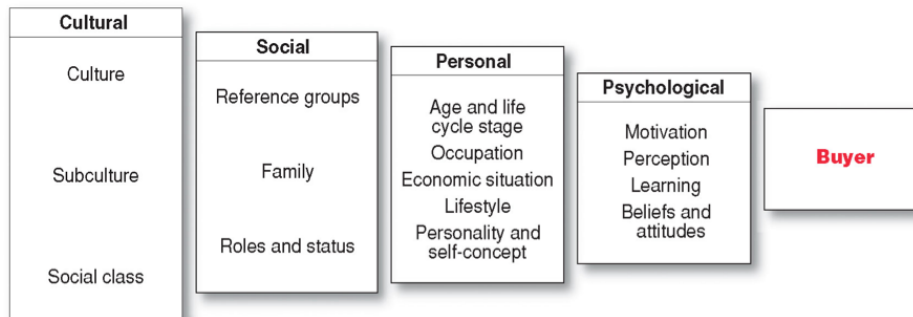 Cultural
Culture
Subculture
Social class
Social
Reference groups
Family
Roles and status
Personal
Age and life
cycle stage
Occupation
Economic situation
Lifestyle
Personality and
self-concept
Psychological
Motivation
Perception
Learning
Beliefs and
attitudes
Buyer